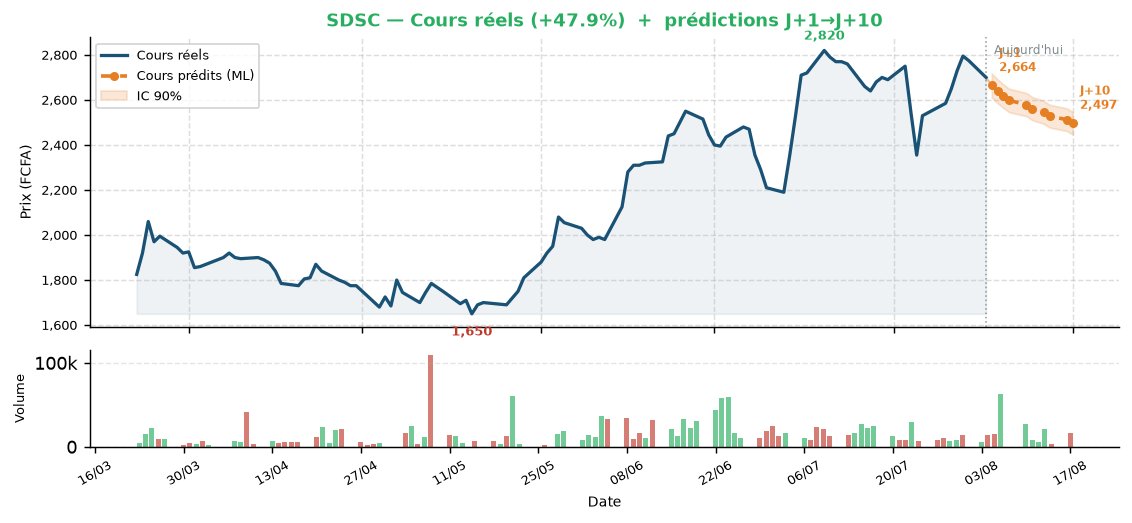 SDSC — Cours réels (+47.9%) + prédictions J+1→J+10
Cours réels
Cours prédits (ML)
IC 90%
2,820
Aujourd'hui
J+1
2,664
J+10
2,497
1,650
Prix (FCFA)
2,800
2,600
2,400
2,200
2,000
1,800
1,600
Volume
100k
0
16/03
30/03
13/04
27/04
11/05
25/05
08/06
22/06
06/07
20/07
03/08
17/08
Date